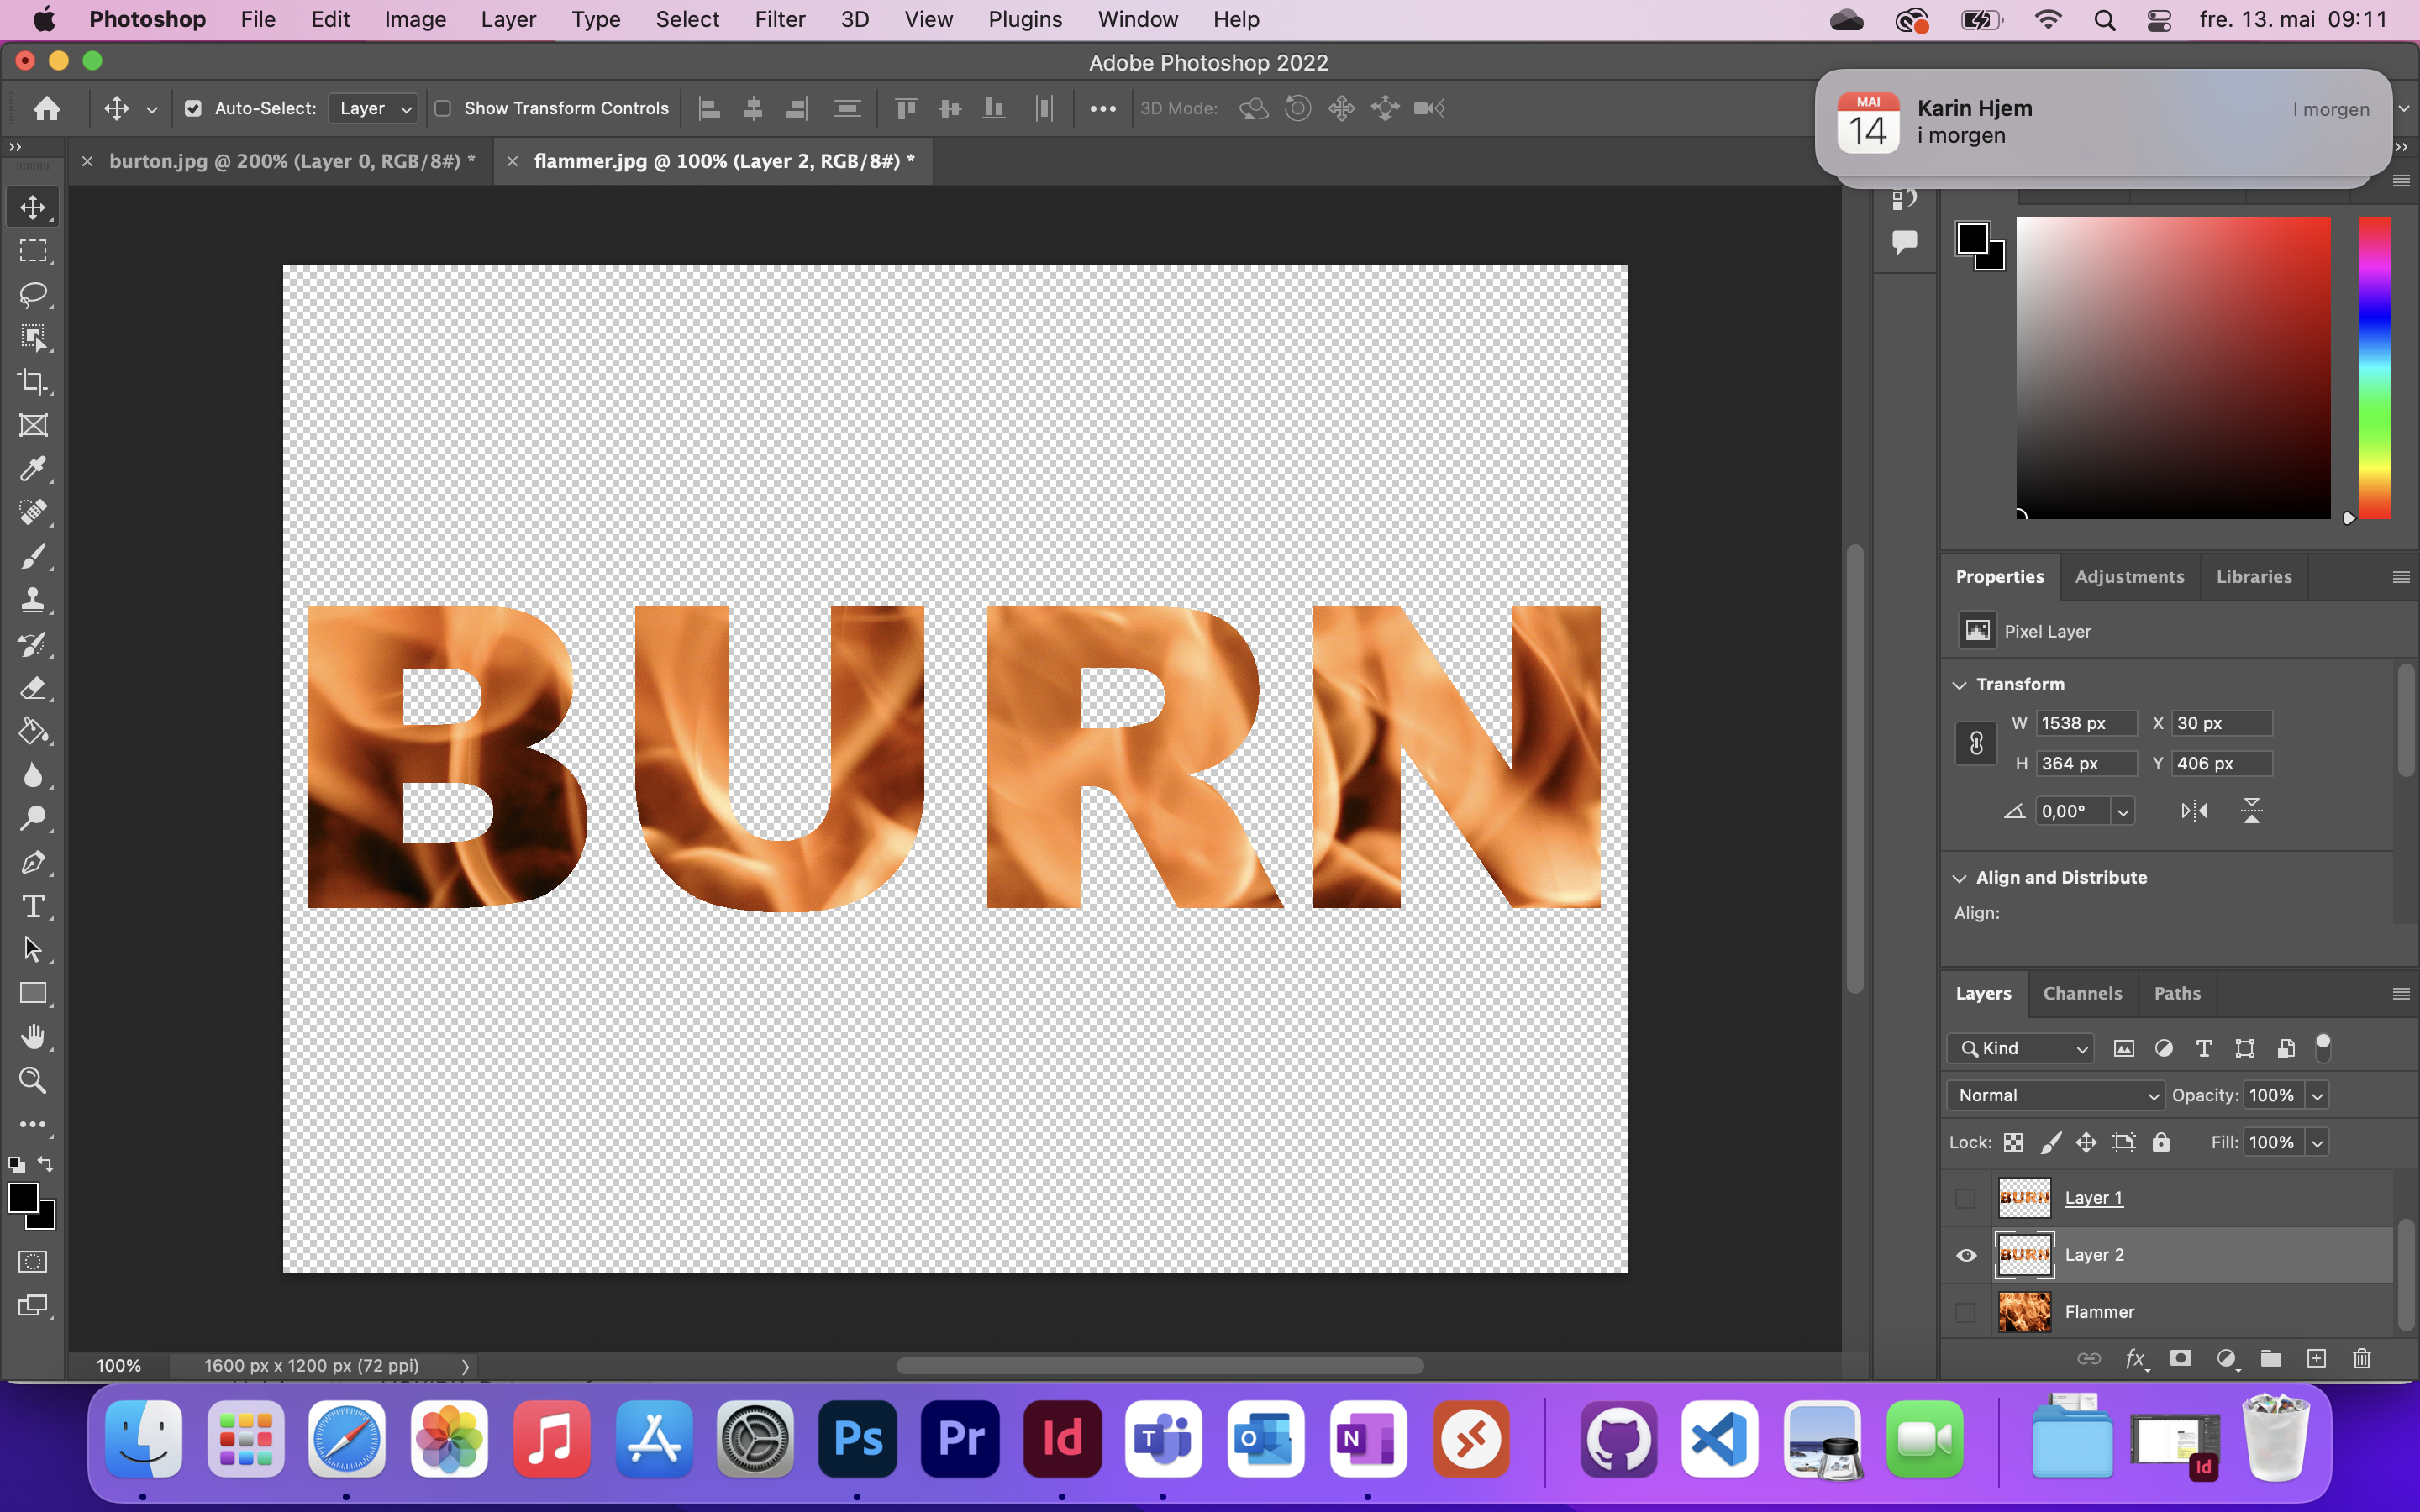 Photoshop File Edit Image Layer Type Select Filter 3D View Plugins Window Help fre. 13. mai 09:11
Adobe Photoshop 2022
Auto-Select: Layer Show Transform Controls 3D Mode:
MAI
14
Karin Hjem
i morgen
I morgen
burton.jpg @ 200% (Layer 0, RGB/8#) *
flammer.jpg @ 100% (Layer 2, RGB/8#) *
BURN
Properties Adjustments Libraries
Pixel Layer
Transform
W 1538 px X 30 px
H 364 px Y 406 px
0,00°
Align and Distribute
Align:
Layers Channels Paths
Kind
Normal Opacity: 100%
Lock: Fill: 100%
BURN Layer 1
BURN Layer 2
Flammer
100% 1600 px x 1200 px (72 ppi)
Ps Pr Id T O N Id